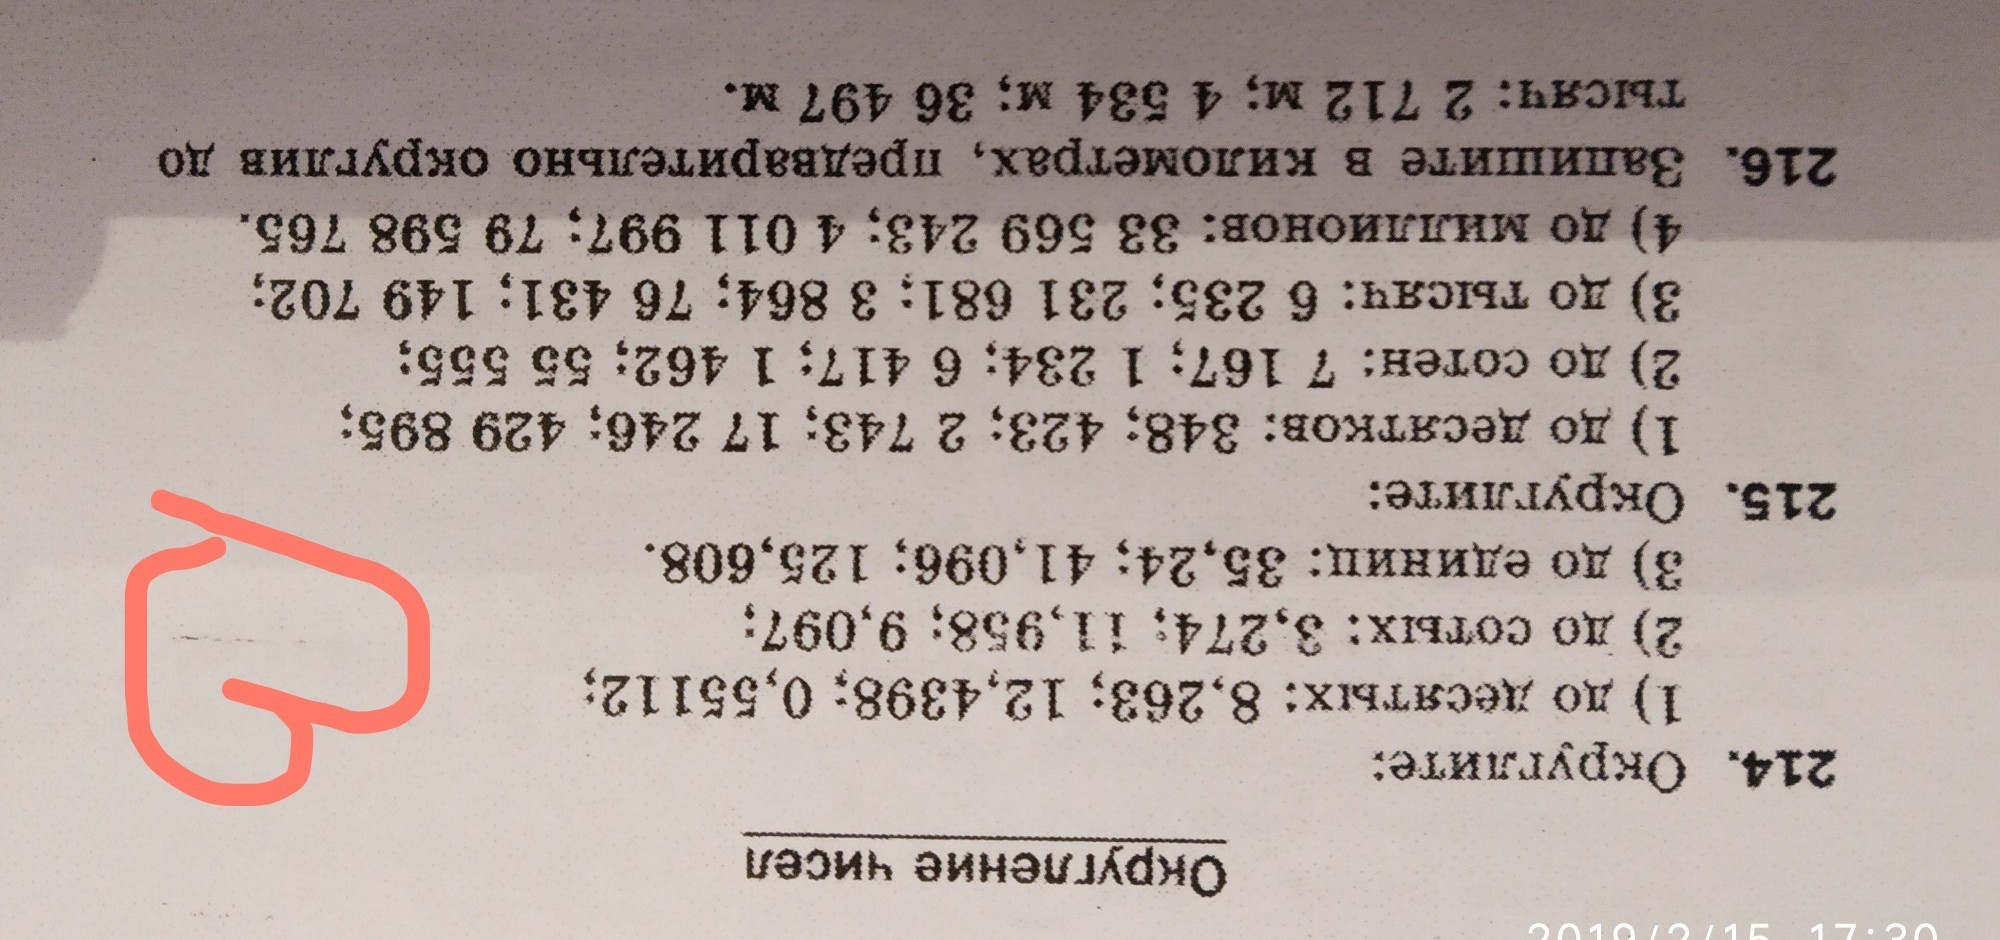 Округление чисел
214. Округлите:
1) до десятых: 8,263; 12,4398; 0,55112;
2) до сотых: 3,274; 11,958; 9,097;
3) до единиц: 35,24; 41,096; 125,608.
215. Округлите:
1) до десятков: 348; 423; 2 743; 17 246; 429 895;
2) до сотен: 7 167; 1 234; 6 417; 1 462; 55 555;
3) до тысяч: 6 235; 231 681; 3 864; 76 431; 149 702;
4) до миллионов: 33 569 243; 4 011 997; 79 598 765.
216. Запишите в километрах, предварительно округлив до
тысяч: 2 712 м; 4 534 м; 36 497 м.
2019/2/15 17:30